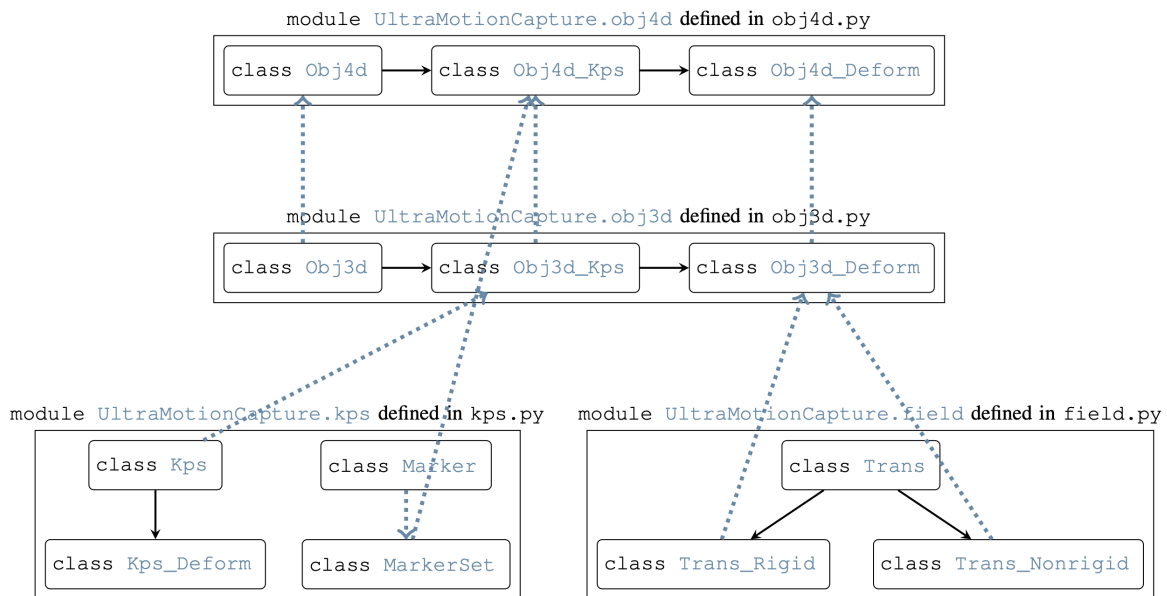 module UltraMotionCapture.obj4d defined in obj4d.py
class Obj4d class Obj4d_Kps class Obj4d_Deform
module UltraMotionCapture.obj3d defined in obj3d.py
class Obj3d class Obj3d_Kps class Obj3d_Deform
module UltraMotionCapture.kps defined in kps.py module UltraMotionCapture.field defined in field.py
class Kps class Marker class Trans
class Kps_Deform class MarkerSet class Trans_Rigid class Trans_Nonrigid